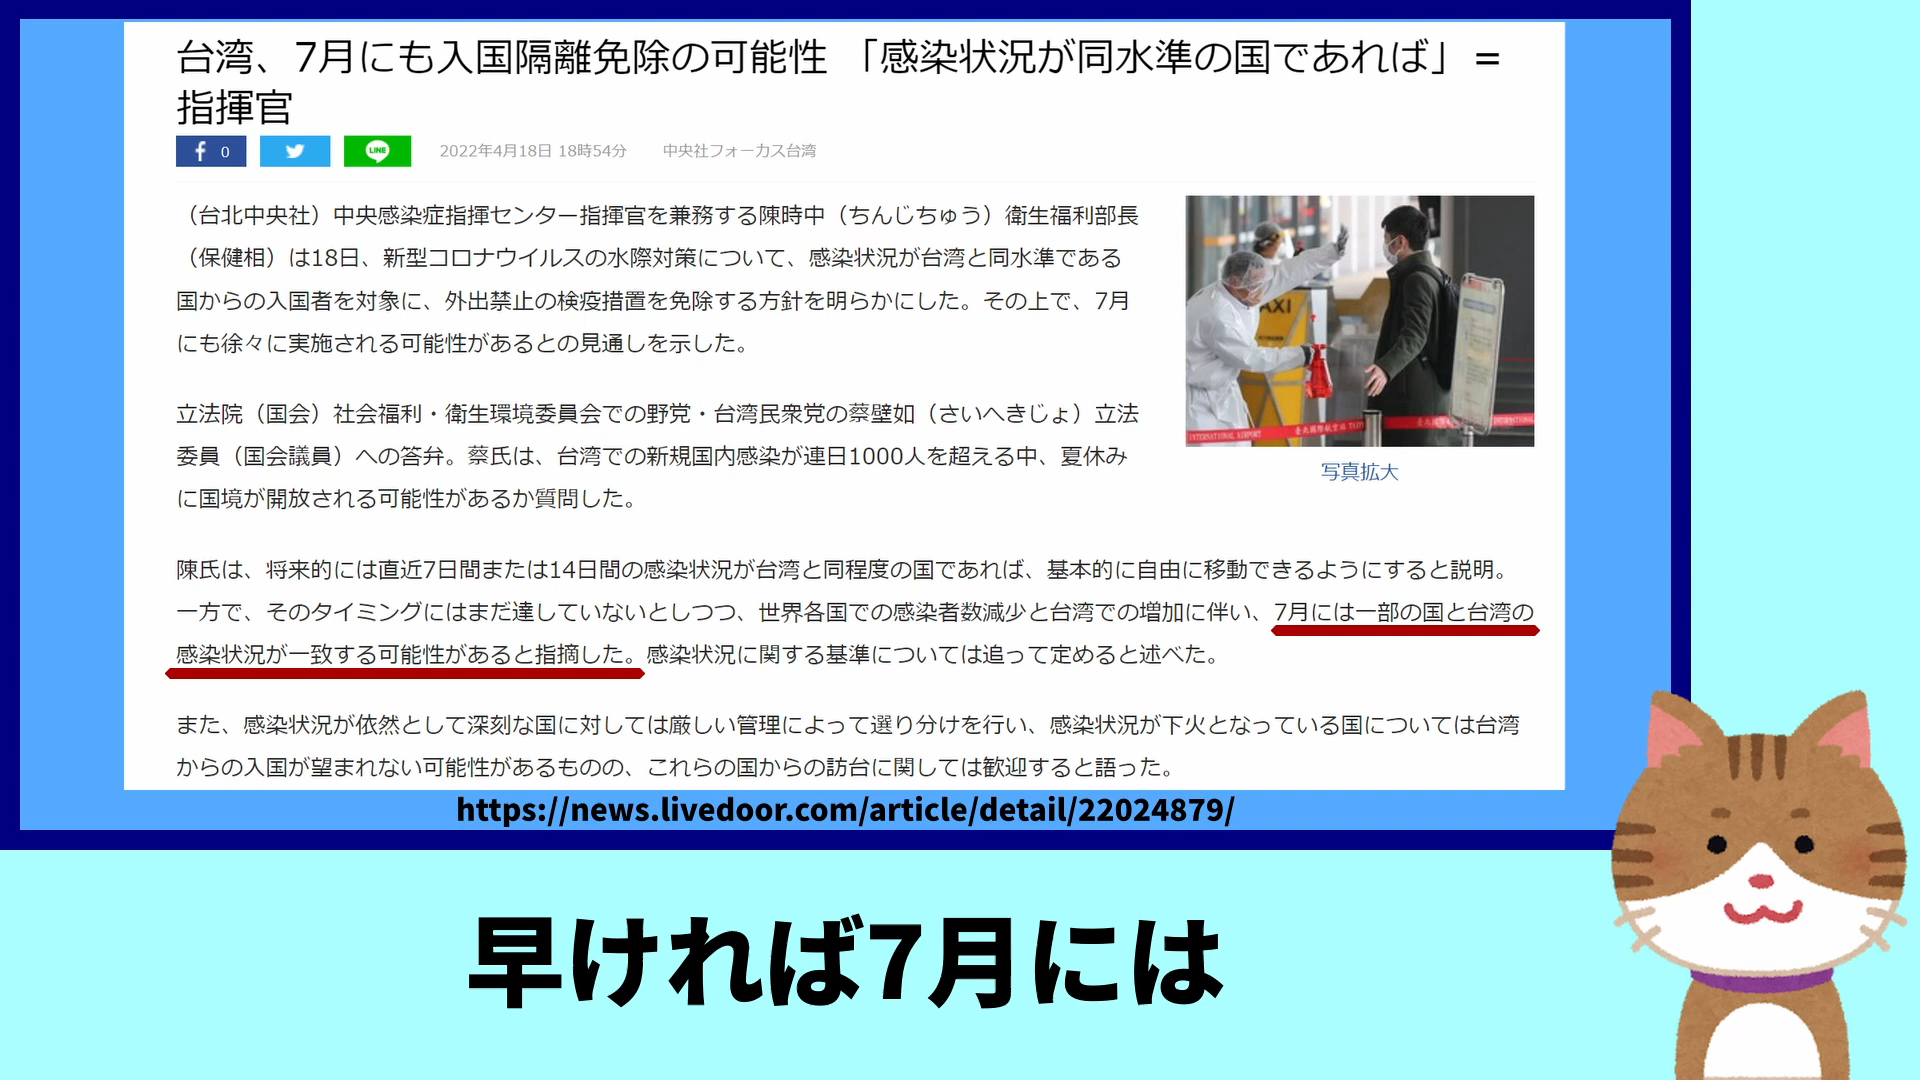 台湾、7月にも入国隔離免除の可能性 「感染状況が同水準の国であれば」＝
指揮官
0
LINE
2022年4月18日 18時54分
中央社フォーカス台湾
（台北中央社）中央感染症指揮センター指揮官を兼務する陳時中（ちんじちゅう）衛生福利部長
（保健相）は18日、新型コロナウイルスの水際対策について、感染状況が台湾と同水準である
国からの入国者を対象に、外出禁止の検疫措置を免除する方針を明らかにした。その上で、7月
にも徐々に実施される可能性があるとの見通しを示した。
TAXI
INTERNATIONAL AIRPORT
写真拡大
立法院（国会）社会福利・衛生環境委員会での野党・台湾民衆党の蔡壁如（さいへきじょ）立法
委員（国会議員）への答弁。蔡氏は、台湾での新規国内感染が連日1000人を超える中、夏休み
に国境が開放される可能性があるか質問した。
陳氏は、将来的には直近7日間または14日間の感染状況が台湾と同程度の国であれば、基本的に自由に移動できるようにすると説明。
一方で、そのタイミングにはまだ達していないとしつつ、世界各国での感染者数減少と台湾での増加に伴い、7月には一部の国と台湾の
感染状況が一致する可能性があると指摘した。感染状況に関する基準については追って定めると述べた。
また、感染状況が依然として深刻な国に対しては厳しい管理によって選り分けを行い、感染状況が下火となっている国については台湾
からの入国が望まれない可能性があるものの、これらの国からの訪台に関しては歓迎すると語った。
https://news.livedoor.com/article/detail/22024879/
早ければ7月には